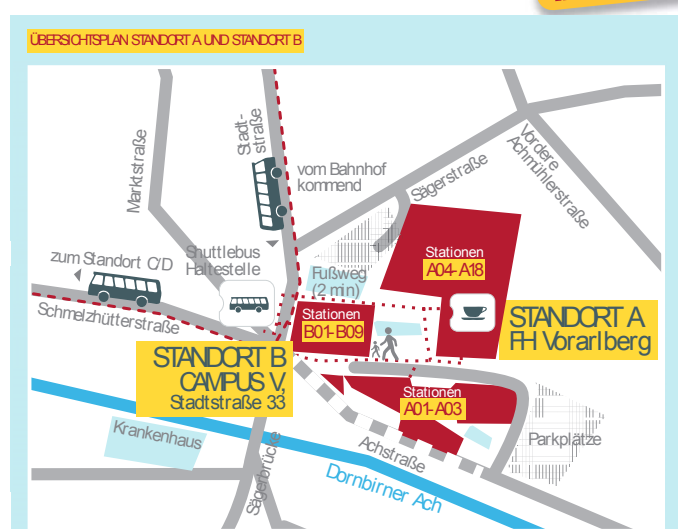 ÜBERSICHTSPLAN STANDORT A UND STANDORT B
Marktstraße
Stadt-
straße
vom Bahnhof
kommend
Sägerstraße
Vordere
Achmühlerstraße
zum Standort C/D
Shuttlebus
Haltestelle
Fußweg
(2 min)
Stationen
A04- A18
Schmelzhütterstraße
Stationen
B01- B09
STANDORT A
FH Vorarlberg
STANDORT B
CAMPUS V,
Stadtstraße 33
Stationen
A01- A03
Krankenhaus
Sägerbrücke
Achstraße
Parkplätze
Dornbirner Ach